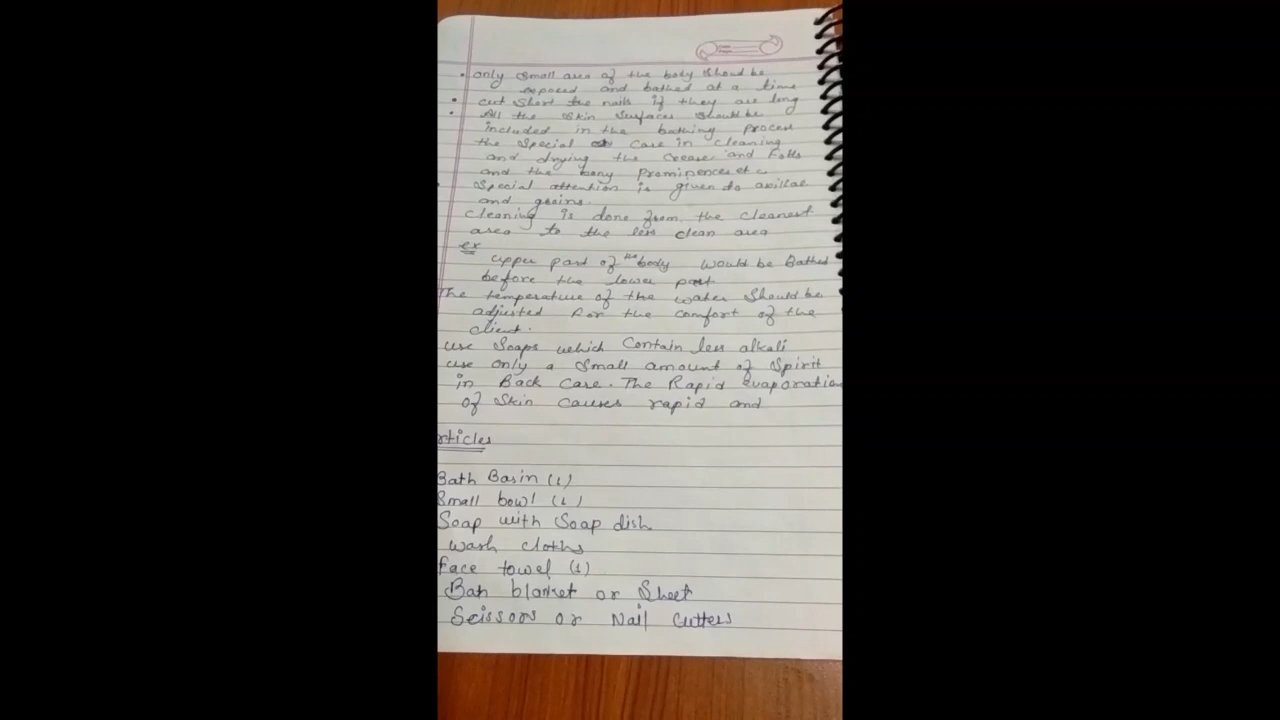 • only small area of the body should be
exposed and bathed at a time
• cut short the nails if they are long
• All the skin surfaces should be
included in the bathing process
the special care in cleaning
and drying the creases and Folds
and the bony prominences etc
• Special attention is given to axillae
and groins.
cleaning is done from the cleanest
area to the less clean area
ex
upper part of the body would be Bathed
before the lower part
The temperature of the water should be
adjusted for the comfort of the
client.
use Soaps which Contain less alkali
use only a small amount of Spirit
in Back care. The Rapid evaporation
of Skin causes rapid and
rticles
Bath Basin (1)
Small bowl (1)
Soap with Soap dish
wash cloths
Face towel (1)
Bah blanket or Sheet
Scissors or Nail Cutters